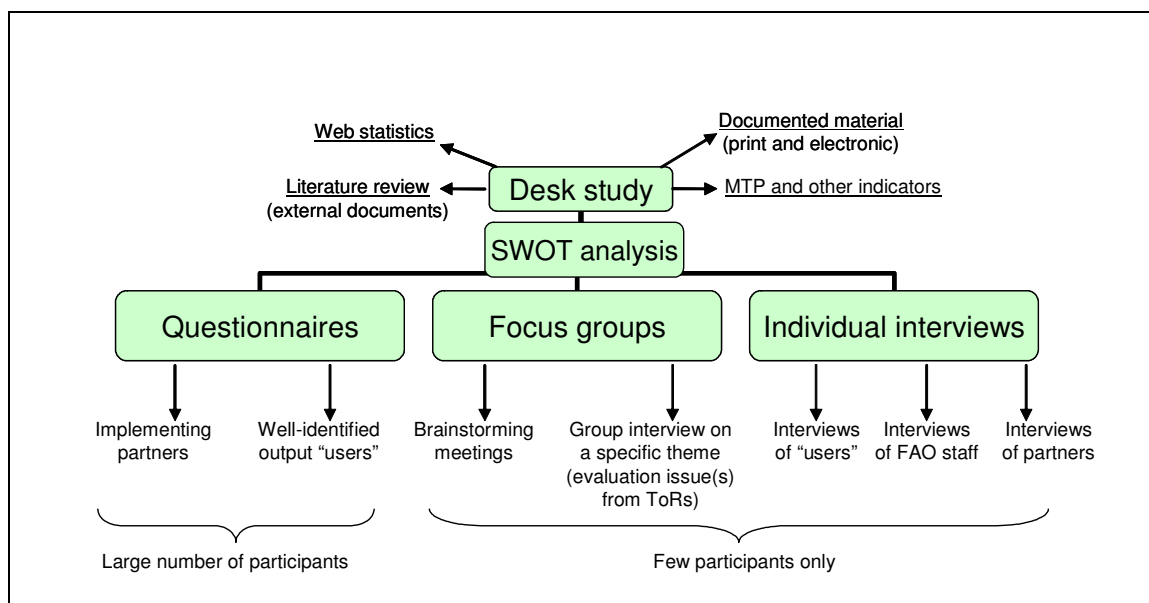 Web statistics
Documented material
(print and electronic)
Literature review
(external documents)
Desk study
MTP and other indicators
SWOT analysis
Questionnaires
Focus groups
Individual interviews
Implementing
partners
Well-identified
output “users”
Brainstorming
meetings
Group interview on
a specific theme
(evaluation issue(s)
from ToRs)
Interviews
of “users”
Interviews
of FAO staff
Interviews
of partners
Large number of participants
Few participants only